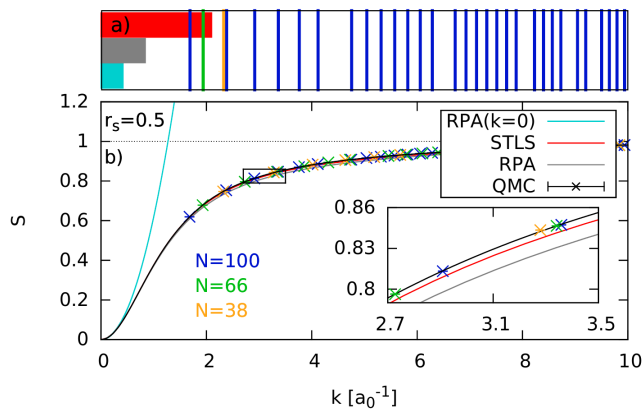 a)
1.2
1
0.8
0.6
0.4
0.2
0
S
r_s=0.5
b)
RPA(k=0)
STLS
RPA
QMC
N=100
N=66
N=38
0.86
0.83
0.8
2.7
3.1
3.5
0
2
4
6
8
10
k [a₀⁻¹]